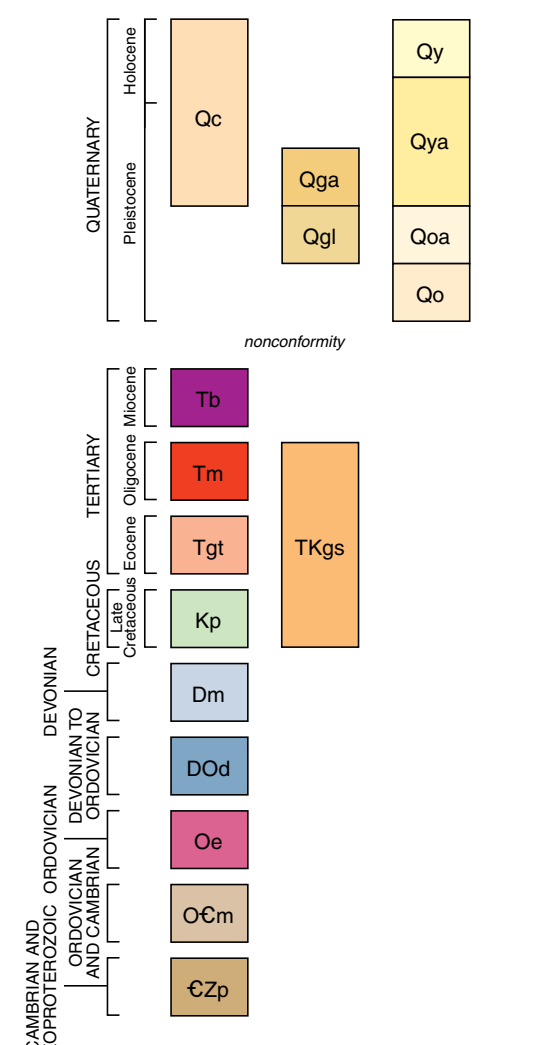 QUATERNARY
Holocene
Pleistocene
Qc
Qga
Qgl
Qy
Qya
Qoa
Qo
nonconformity
TERTIARY
Miocene
Tb
Oligocene
Tm
Eocene
Tgt
TKgs
CRETACEOUS
Late
Cretaceous
Kp
DEVONIAN
Dm
DEVONIAN TO
ORDOVICIAN
DOd
ORDOVICIAN
Oe
ORDOVICIAN
AND CAMBRIAN
O€m
CAMBRIAN AND
OPROTEROZOIC
€Zp